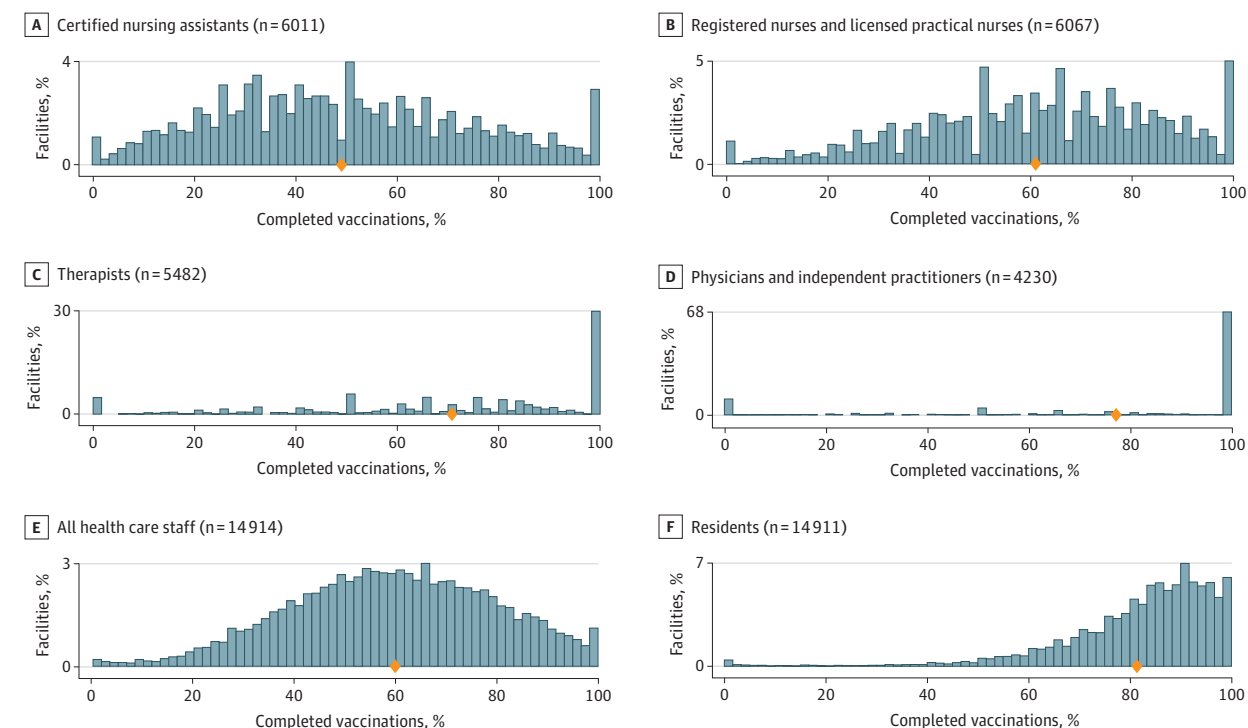 A Certified nursing assistants (n=6011)
4
0
Facilities, %
0 20 40 60 80 100
Completed vaccinations, %
B Registered nurses and licensed practical nurses (n=6067)
5
0
Facilities, %
0 20 40 60 80 100
Completed vaccinations, %
C Therapists (n=5482)
30
0
Facilities, %
0 20 40 60 80 100
Completed vaccinations, %
D Physicians and independent practitioners (n=4230)
68
0
Facilities, %
0 20 40 60 80 100
Completed vaccinations, %
E All health care staff (n=14914)
3
0
Facilities, %
0 20 40 60 80 100
Completed vaccinations, %
F Residents (n=14911)
7
0
Facilities, %
0 20 40 60 80 100
Completed vaccinations, %